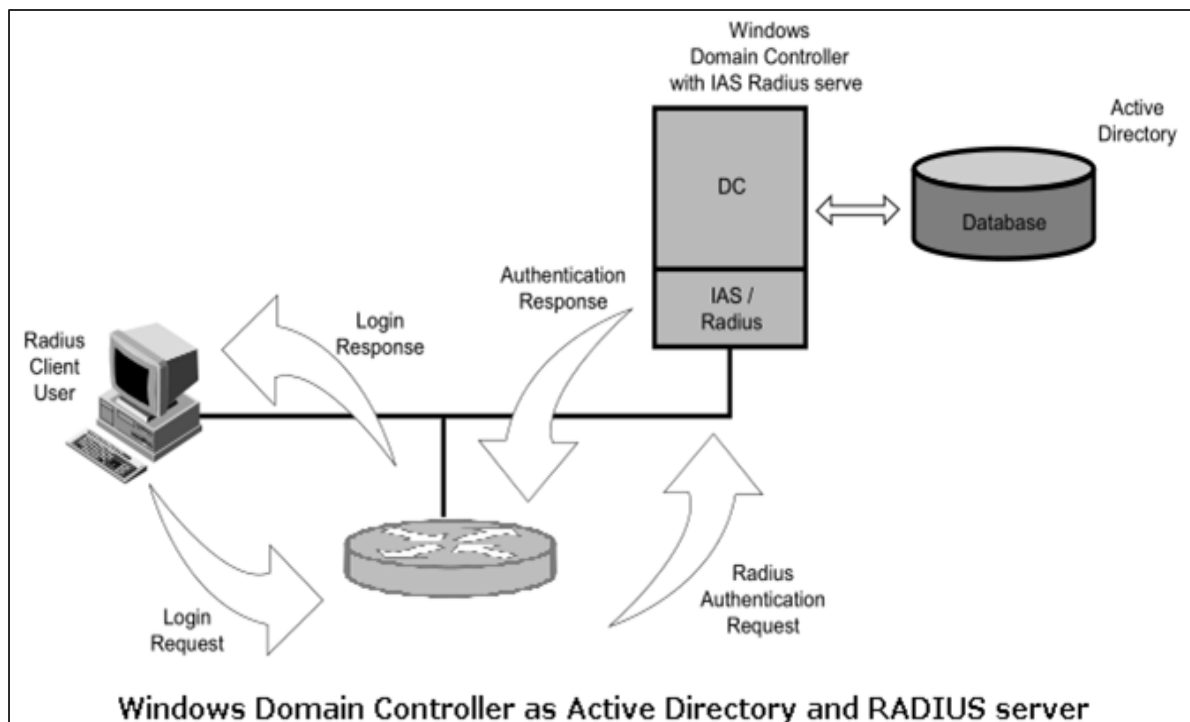 Windows
Domain Controller
with IAS Radius serve
Active
Directory
DC
Database
Authentication
Response
IAS /
Radius
Login
Response
Radius
Client
User
Radius
Authentication
Request
Login
Request
Windows Domain Controller as Active Directory and RADIUS server